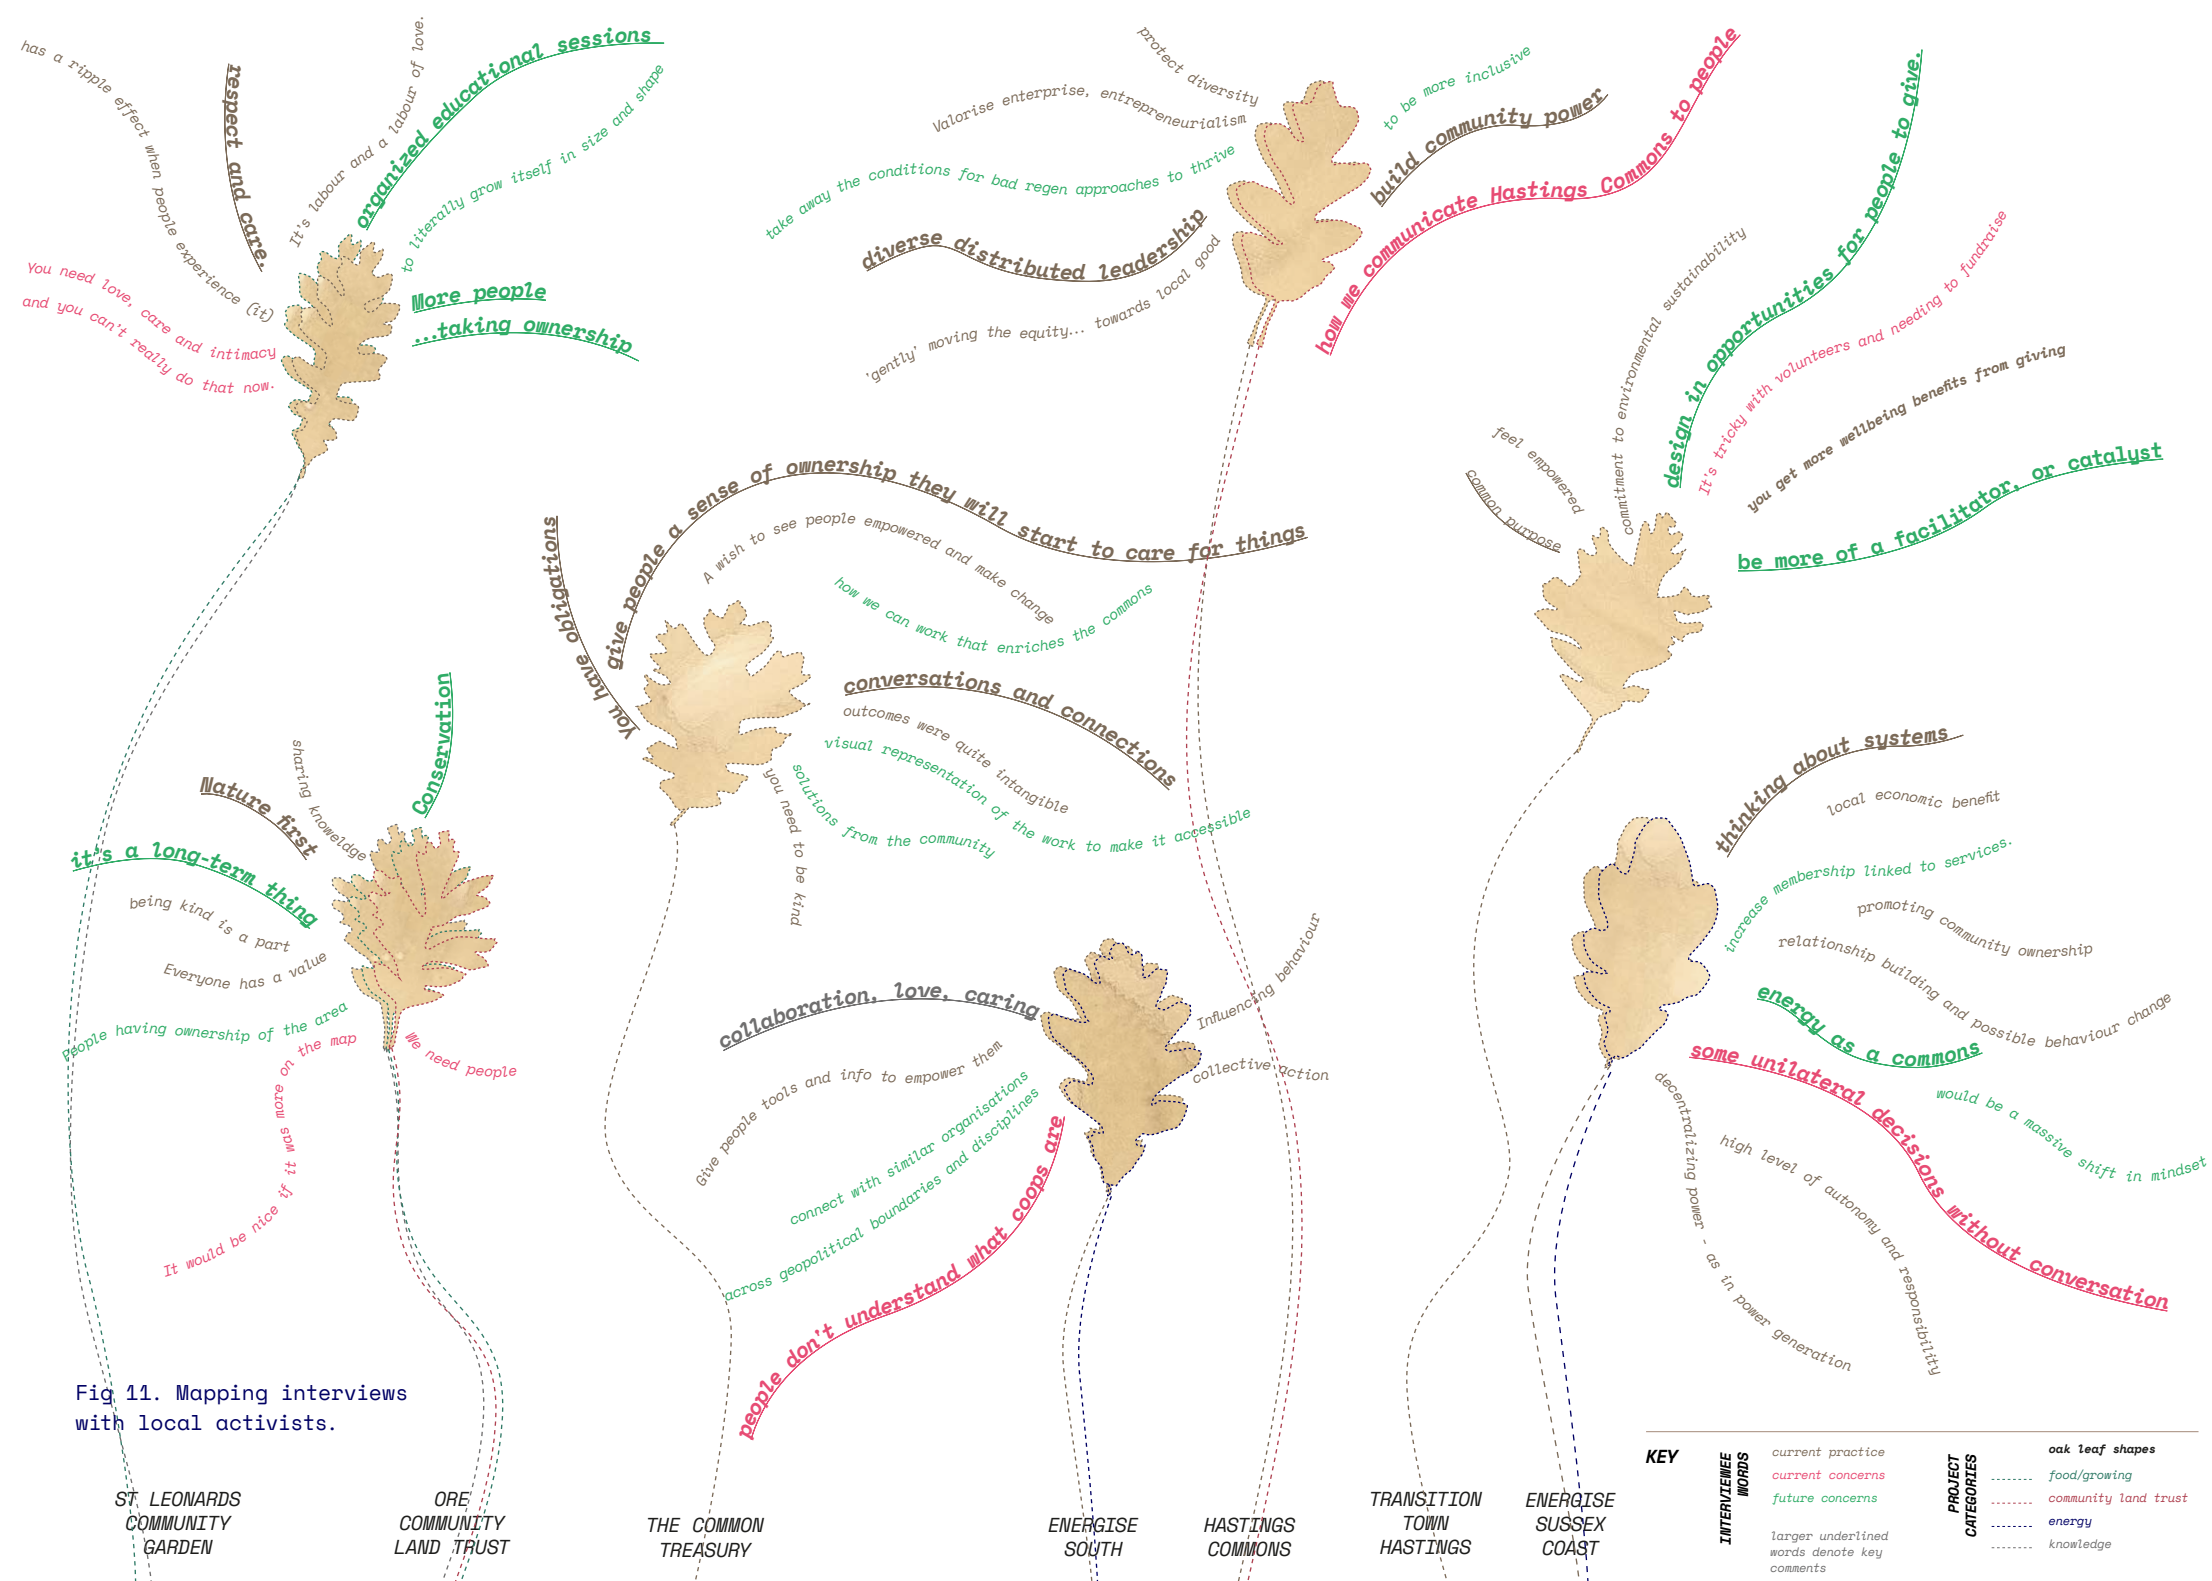 has a ripple effect when people experience (it)
respect and care.
It's labour and a labour of love.
organized educational sessions
to literally grow itself in size and shape
You need love, care and intimacy
and you can't really do that now.
More people
...taking ownership
protect diversity
Valorise enterprise, entrepreneurialism
take away the conditions for bad regen approaches to thrive
diverse distributed leadership
'gently' moving the equity... towards local good
to be more inclusive
build community power
how we communicate Hastings Commons to people
feel empowered
common purpose
commitment to environmental sustainability
design in opportunities for people to give.
It's tricky with volunteers and needing to fundraise
you get more wellbeing benefits from giving
be more of a facilitator, or catalyst
You have obligations
give people a sense of ownership they will start to care for things
A wish to see people empowered and make change
how we can work that enriches the commons
conversations and connections
outcomes were quite intangible
visual representation of the work to make it accessible
solutions from the community
you need to be kind
Conservation
sharing knoweldge
Nature first
it's a long-term thing
being kind is a part
Everyone has a value
People having ownership of the area
It would be nice if it was more on the map
We need people
collaboration, love, caring
Give people tools and info to empower them
connect with similar organisations
across geopolitical boundaries and disciplines
people don't understand what coops are
Influencing behaviour
collective action
thinking about systems
local economic benefit
increase membership linked to services.
promoting community ownership
relationship building and possible behaviour change
energy as a commons
would be a massive shift in mindset
some unilateral decisions without conversation
high level of autonomy and responsibility
decentralizing power - as in power generation
Fig 11. Mapping interviews
with local activists.
ST LEONARDS
COMMUNITY
GARDEN
ORE
COMMUNITY
LAND TRUST
THE COMMON
TREASURY
ENERGISE
SOUTH
HASTINGS
COMMONS
TRANSITION
TOWN
HASTINGS
ENERGISE
SUSSEX
COAST
KEY
INTERVIEWEE
WORDS
current practice
current concerns
future concerns
larger underlined
words denote key
comments
PROJECT
CATEGORIES
oak leaf shapes
food/growing
community land trust
energy
knowledge